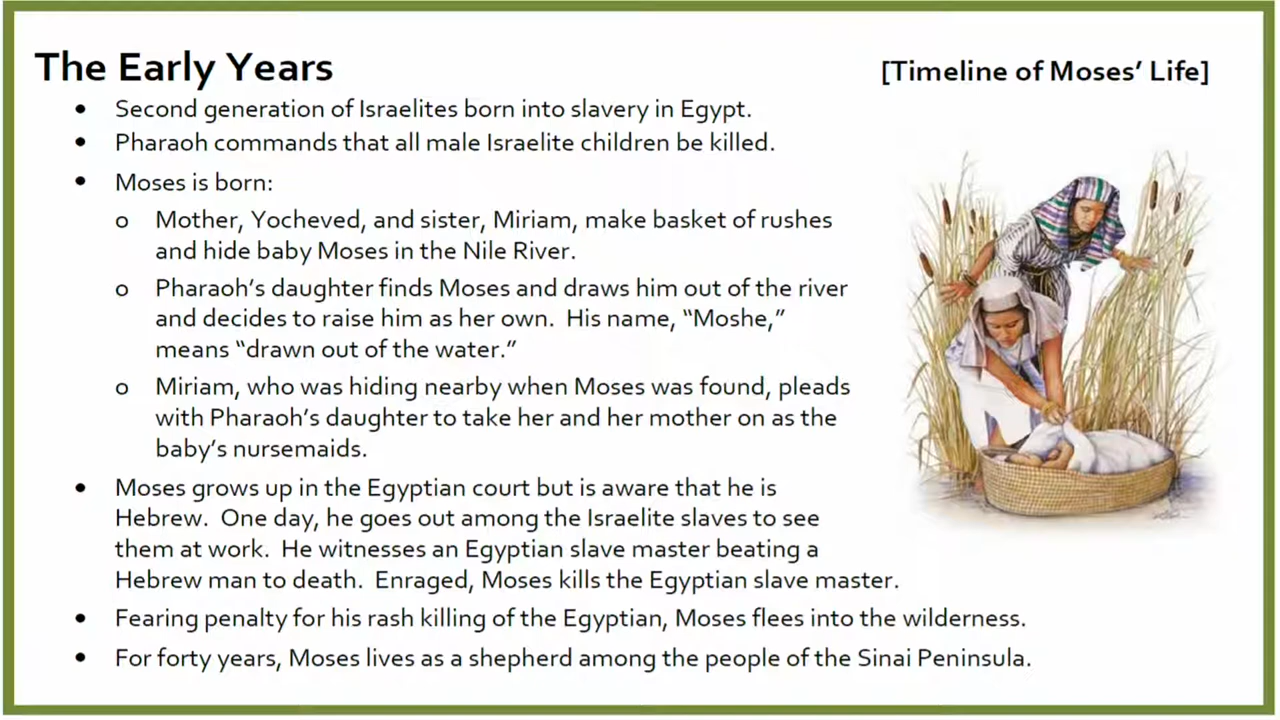 The Early Years
[Timeline of Moses' Life]
• Second generation of Israelites born into slavery in Egypt.
• Pharaoh commands that all male Israelite children be killed.
• Moses is born:
o Mother, Yocheved, and sister, Miriam, make basket of rushes
and hide baby Moses in the Nile River.
o Pharaoh's daughter finds Moses and draws him out of the river
and decides to raise him as her own. His name, “Moshe,”
means “drawn out of the water.”
o Miriam, who was hiding nearby when Moses was found, pleads
with Pharaoh's daughter to take her and her mother on as the
baby's nursemaids.
• Moses grows up in the Egyptian court but is aware that he is
Hebrew. One day, he goes out among the Israelite slaves to see
them at work. He witnesses an Egyptian slave master beating a
Hebrew man to death. Enraged, Moses kills the Egyptian slave master.
• Fearing penalty for his rash killing of the Egyptian, Moses flees into the wilderness.
• For forty years, Moses lives as a shepherd among the people of the Sinai Peninsula.